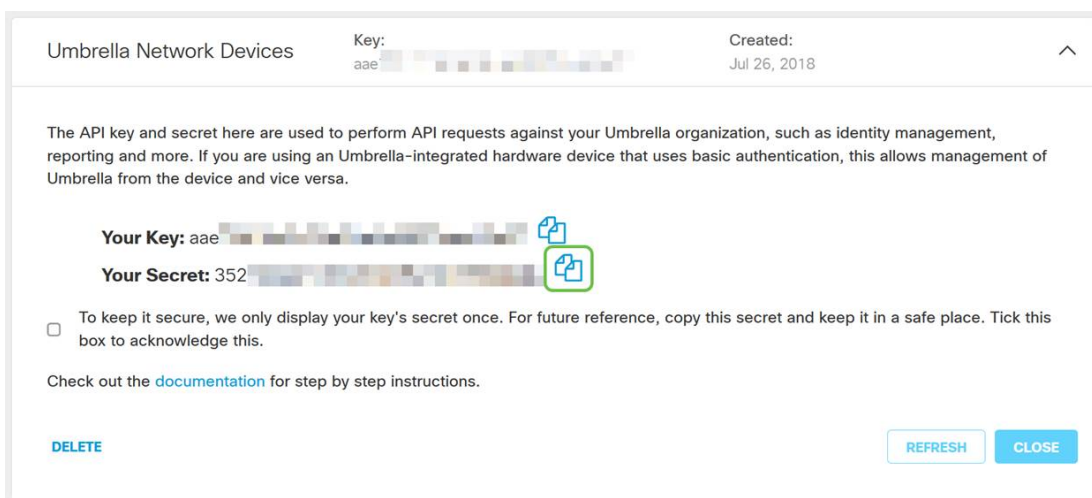 Umbrella Network Devices
Key:
aae
Created:
Jul 26, 2018
The API key and secret here are used to perform API requests against your Umbrella organization, such as identity management,
reporting and more. If you are using an Umbrella-integrated hardware device that uses basic authentication, this allows management of
Umbrella from the device and vice versa.
Your Key: aae
Your Secret: 352
To keep it secure, we only display your key's secret once. For future reference, copy this secret and keep it in a safe place. Tick this
box to acknowledge this.
Check out the documentation for step by step instructions.
DELETE
REFRESH
CLOSE